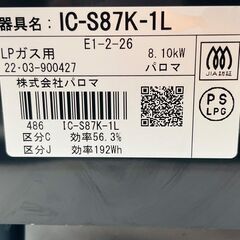 器具名：IC-S87K-1L
LPガス用 E1-2-26 8.10kW
22･03-900427 パロマ
JIA認証
株式会社パロマ
PS
LPG
486 IC-S87K-1L
区分C 効率56.3%
区分J 効率192Wh